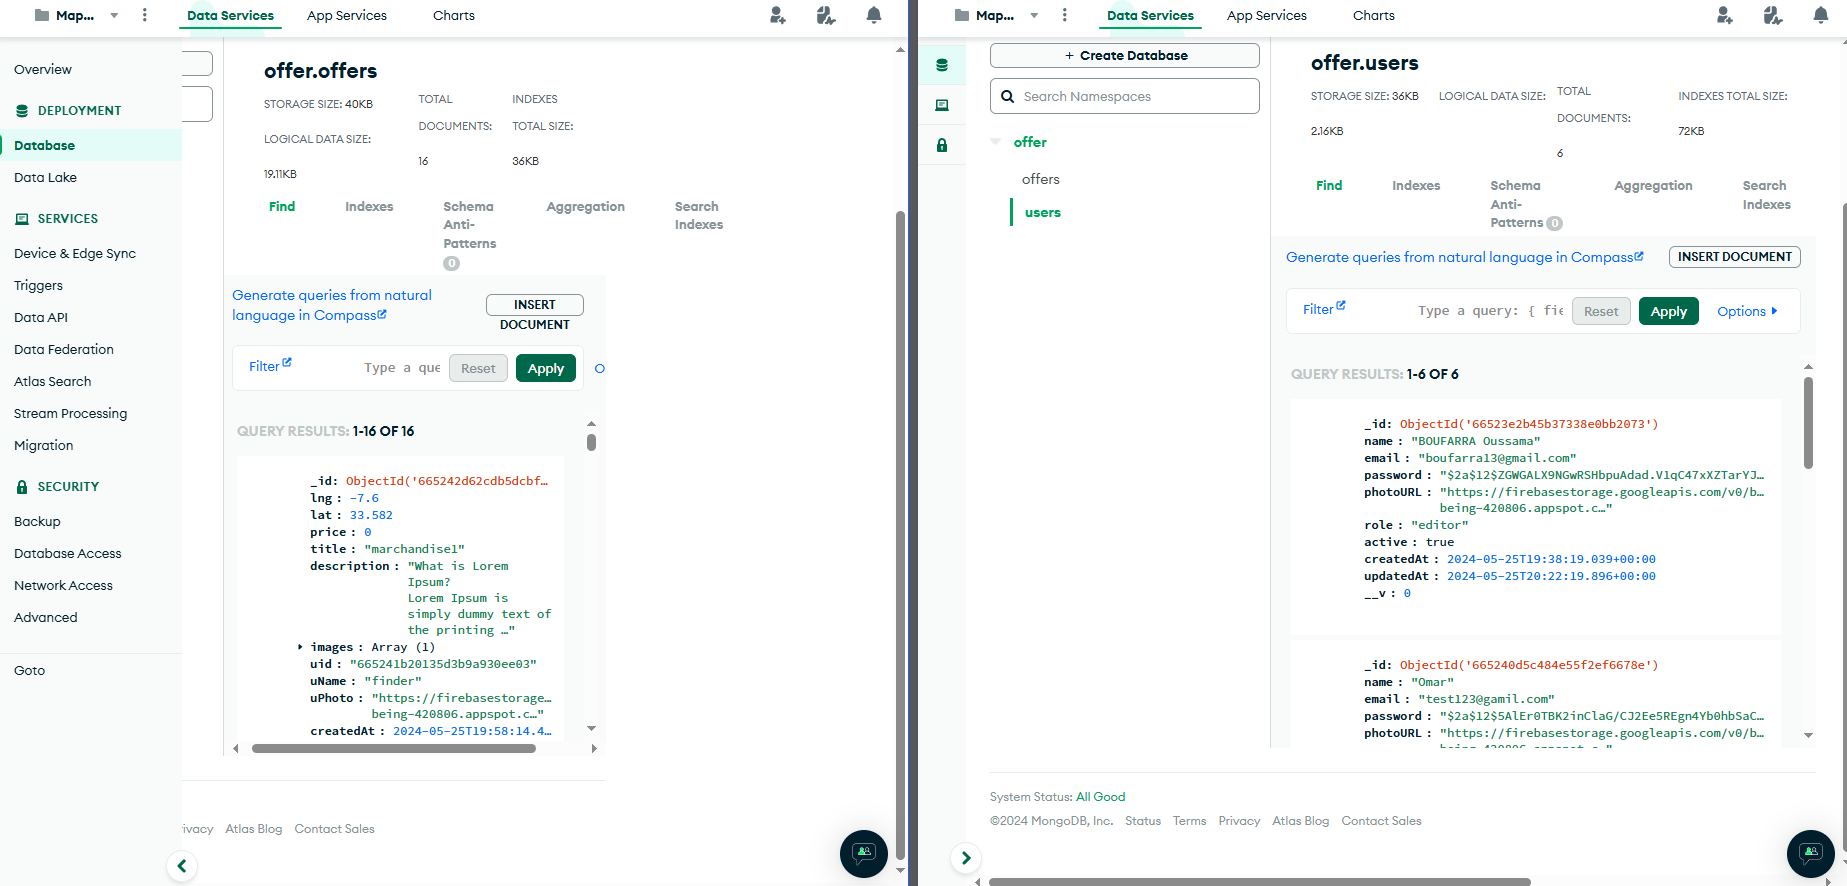 Map...
Data Services
App Services
Charts
Overview
DEPLOYMENT
Database
Data Lake
SERVICES
Device & Edge Sync
Triggers
Data API
Data Federation
Atlas Search
Stream Processing
Migration
SECURITY
Backup
Database Access
Network Access
Advanced
Goto
offer.offers
STORAGE SIZE: 40KB
LOGICAL DATA SIZE:
19.11KB
TOTAL
DOCUMENTS:
16
INDEXES
TOTAL SIZE:
36KB
Find
Indexes
Schema
Anti-
Patterns
0
Aggregation
Search
Indexes
Generate queries from natural
language in Compass
INSERT
DOCUMENT
Filter
Type a que
Reset
Apply
O
QUERY RESULTS: 1-16 OF 16
_id: ObjectId('665242d62cdb5dcbf…
lng : -7.6
lat : 33.582
price : 0
title : "marchandise1"
description : "What is Lorem
Ipsum?
Lorem Ipsum is
simply dummy text of
the printing …"
images : Array (1)
uid : "665241b20135d3b9a930ee03"
uName : "finder"
uPhoto : "https://firebasestorage…
being-420806.appspot.c…"
createdAt : 2024-05-25T19:58:14.4…
ivacy
Atlas Blog
Contact Sales
Map...
Data Services
App Services
Charts
+ Create Database
Search Namespaces
offer
offers
users
offer.users
STORAGE SIZE: 36KB
LOGICAL DATA SIZE:
2.16KB
TOTAL
DOCUMENTS:
6
INDEXES TOTAL SIZE:
72KB
Find
Indexes
Schema
Anti-
Patterns 0
Aggregation
Search
Indexes
Generate queries from natural language in Compass
INSERT DOCUMENT
Filter
Type a query: { fie
Reset
Apply
Options
QUERY RESULTS: 1-6 OF 6
_id: ObjectId('66523e2b45b37338e0bb2073')
name : "BOUFARRA Oussama"
email : "boufarra13@gmail.com"
password : "$2a$12$ZGWGALX9NGwRSHbpuAdad.V1qC47xXZTarYJ…
photoURL : "https://firebasestorage.googleapis.com/v0/b…
being-420806.appspot.c…"
role : "editor"
active : true
createdAt : 2024-05-25T19:38:19.039+00:00
updatedAt : 2024-05-25T20:22:19.896+00:00
__v : 0
_id: ObjectId('665240d5c484e55f2ef6678e')
name : "Omar"
email : "test123@gamil.com"
password : "$2a$12$5AlEr0TBK2inClaG/CJ2Ee5REgn4Yb0hbSaC…
photoURL : "https://firebasestorage.googleapis.com/v0/b…
being-420806.appspot.c…"
System Status: All Good
©2024 MongoDB, Inc.
Status
Terms
Privacy
Atlas Blog
Contact Sales